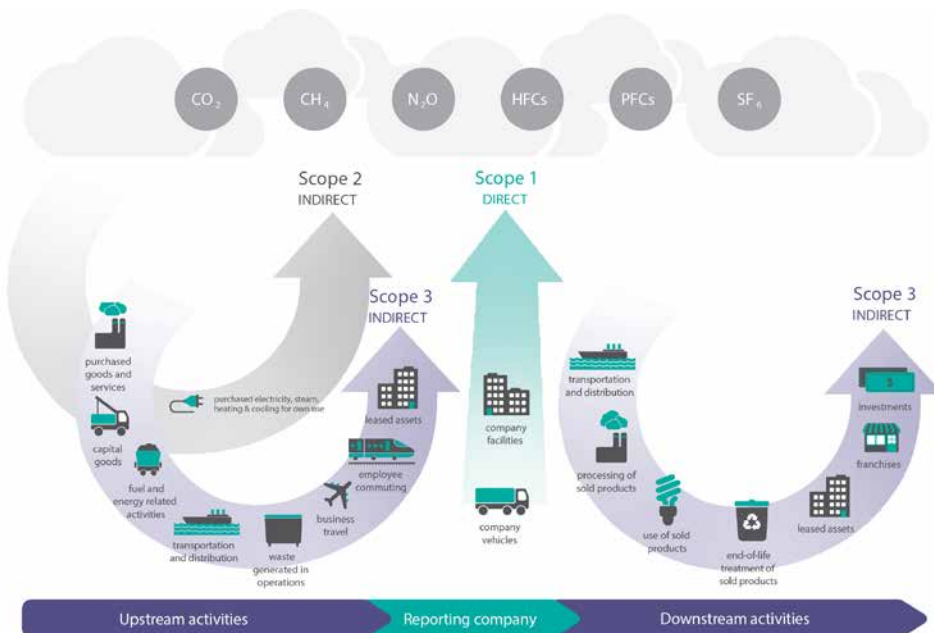 CO2
CH4
N2O
HFCs
PFCs
SF6
Scope 2
INDIRECT
Scope 1
DIRECT
Scope 3
INDIRECT
Scope 3
INDIRECT
purchased
goods and
services
capital
goods
fuel and
energy related
activities
transportation
and distribution
waste
generated in
operations
business
travel
employee
commuting
leased assets
purchased electricity, steam,
heating & cooling for own use
company
facilities
company
vehicles
transportation
and distribution
processing of
sold products
use of sold
products
end-of-life
treatment of
sold products
leased assets
franchises
investments
$
Upstream activities
Reporting company
Downstream activities